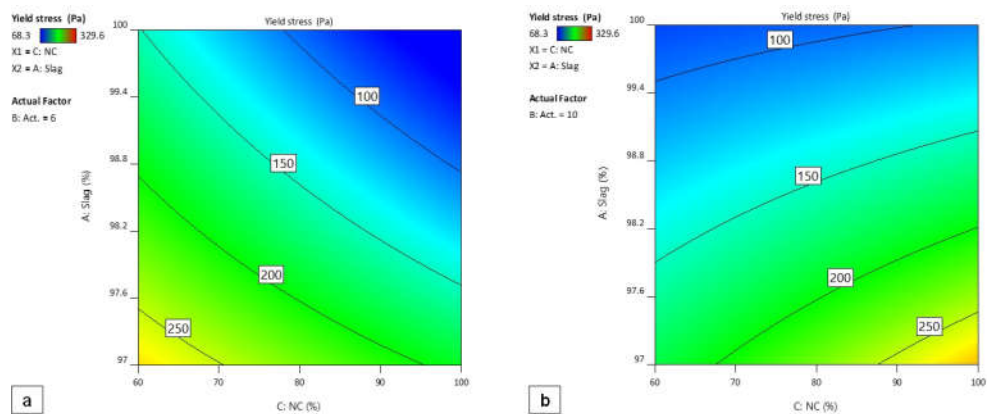 Yield stress (Pa)
68.3 329.6
X1 = C: NC
X2 = A: Slag
Actual Factor
B: Act. = 6
Yield stress (Pa)
A: Slag (%)
100
99.4
98.8
98.2
97.6
97
100
150
200
250
60 70 80 90 100
C: NC (%)
a
Yield stress (Pa)
68.3 329.6
X1 = C: NC
X2 = A: Slag
Actual Factor
B: Act. = 10
Yield stress (Pa)
A: Slag (%)
100
99.4
98.8
98.2
97.6
97
100
150
200
250
60 70 80 90 100
C: NC (%)
b